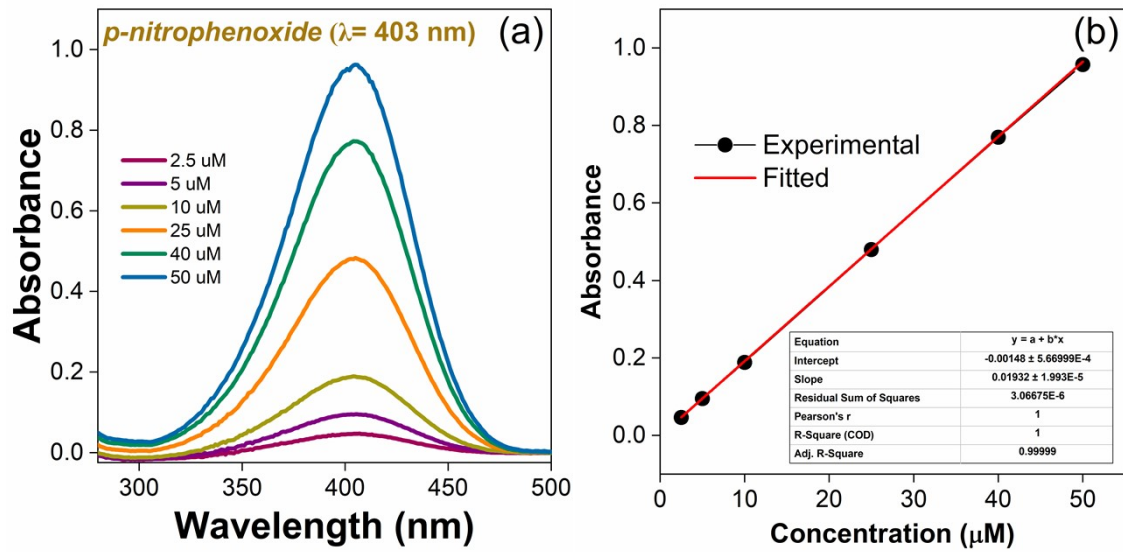 p-nitrophenoxide (λ= 403 nm)
(a)
Absorbance
1.0
0.8
0.6
0.4
0.2
0.0
2.5 uM
5 uM
10 uM
25 uM
40 uM
50 uM
300 350 400 450 500
Wavelength (nm)
(b)
Absorbance
1.0
0.8
0.6
0.4
0.2
0.0
Experimental
Fitted
Equation y = a + b*x
Intercept -0.00148 ± 5.66999E-4
Slope 0.01932 ± 1.993E-5
Residual Sum of Squares 3.06675E-6
Pearson's r 1
R-Square (COD) 1
Adj. R-Square 0.99999
0 10 20 30 40 50
Concentration (μM)